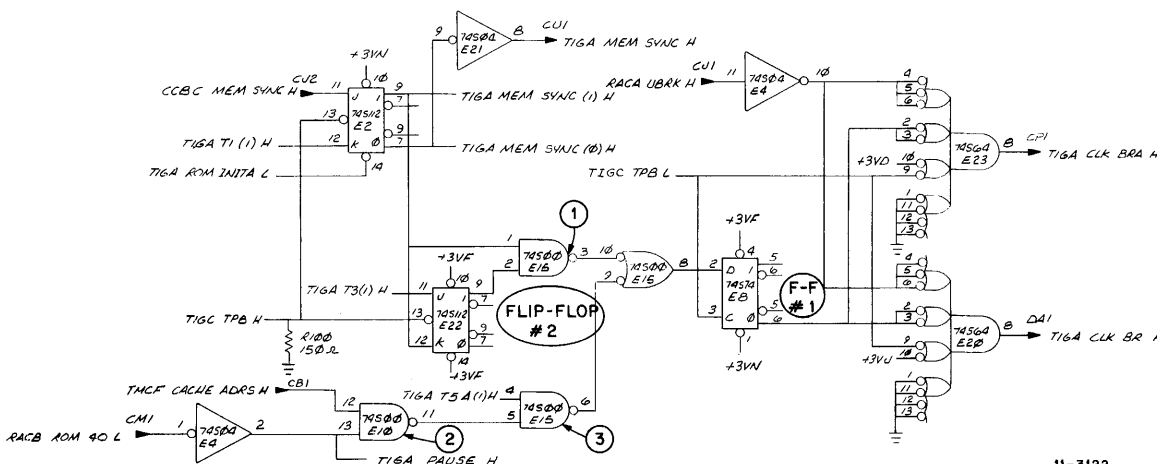 9 74S04 E21 8 CU1 TIGA MEM SYNC H
+3VN
CU2
CCBC MEM SYNC H 11 J 10 1 9 7 TIGA MEM SYNC (1) H
13 74S112 E2
TIGA T1 (1) H 12 K 0 9 7 TIGA MEM SYNC (0) H
TIGA ROM INITA L 14
CU1
RACA UBRK H 11 74S04 E4 10
4
5
6
2
3
+3VD 10
9
74S64 E23 8 CP1 TIGA CLK BRA H
1
11
12
13
TIGC TPB L
1
1 2 74S00 E16 3
10 9 74S00 E15 8
+3VF
4
2 D 1 5 6
74S74 E8
3 C 0 5 6
1
+3VN
F-F #1
4
5
6
2
3
9
+3VU 10
74S64 E20 8 DA1 TIGA CLK BR
1
11
12
13
+3VF
TIGA T3(1) H 11 J 10 1 9 7
TIGC TPB H 13 74S112 E22
12 K 0 9 7
14
+3VF
FLIP-FLOP #2
R100
150Ω
TMCF CACHE ADRS H CB1 12
74S00 E10 11
13
2
TIGA T5A(1)H 4
5 74S00 E15 6
3
RACB ROM 40 L CM1 1 74S04 E4 2
TIGA PAUSE H
11-3122